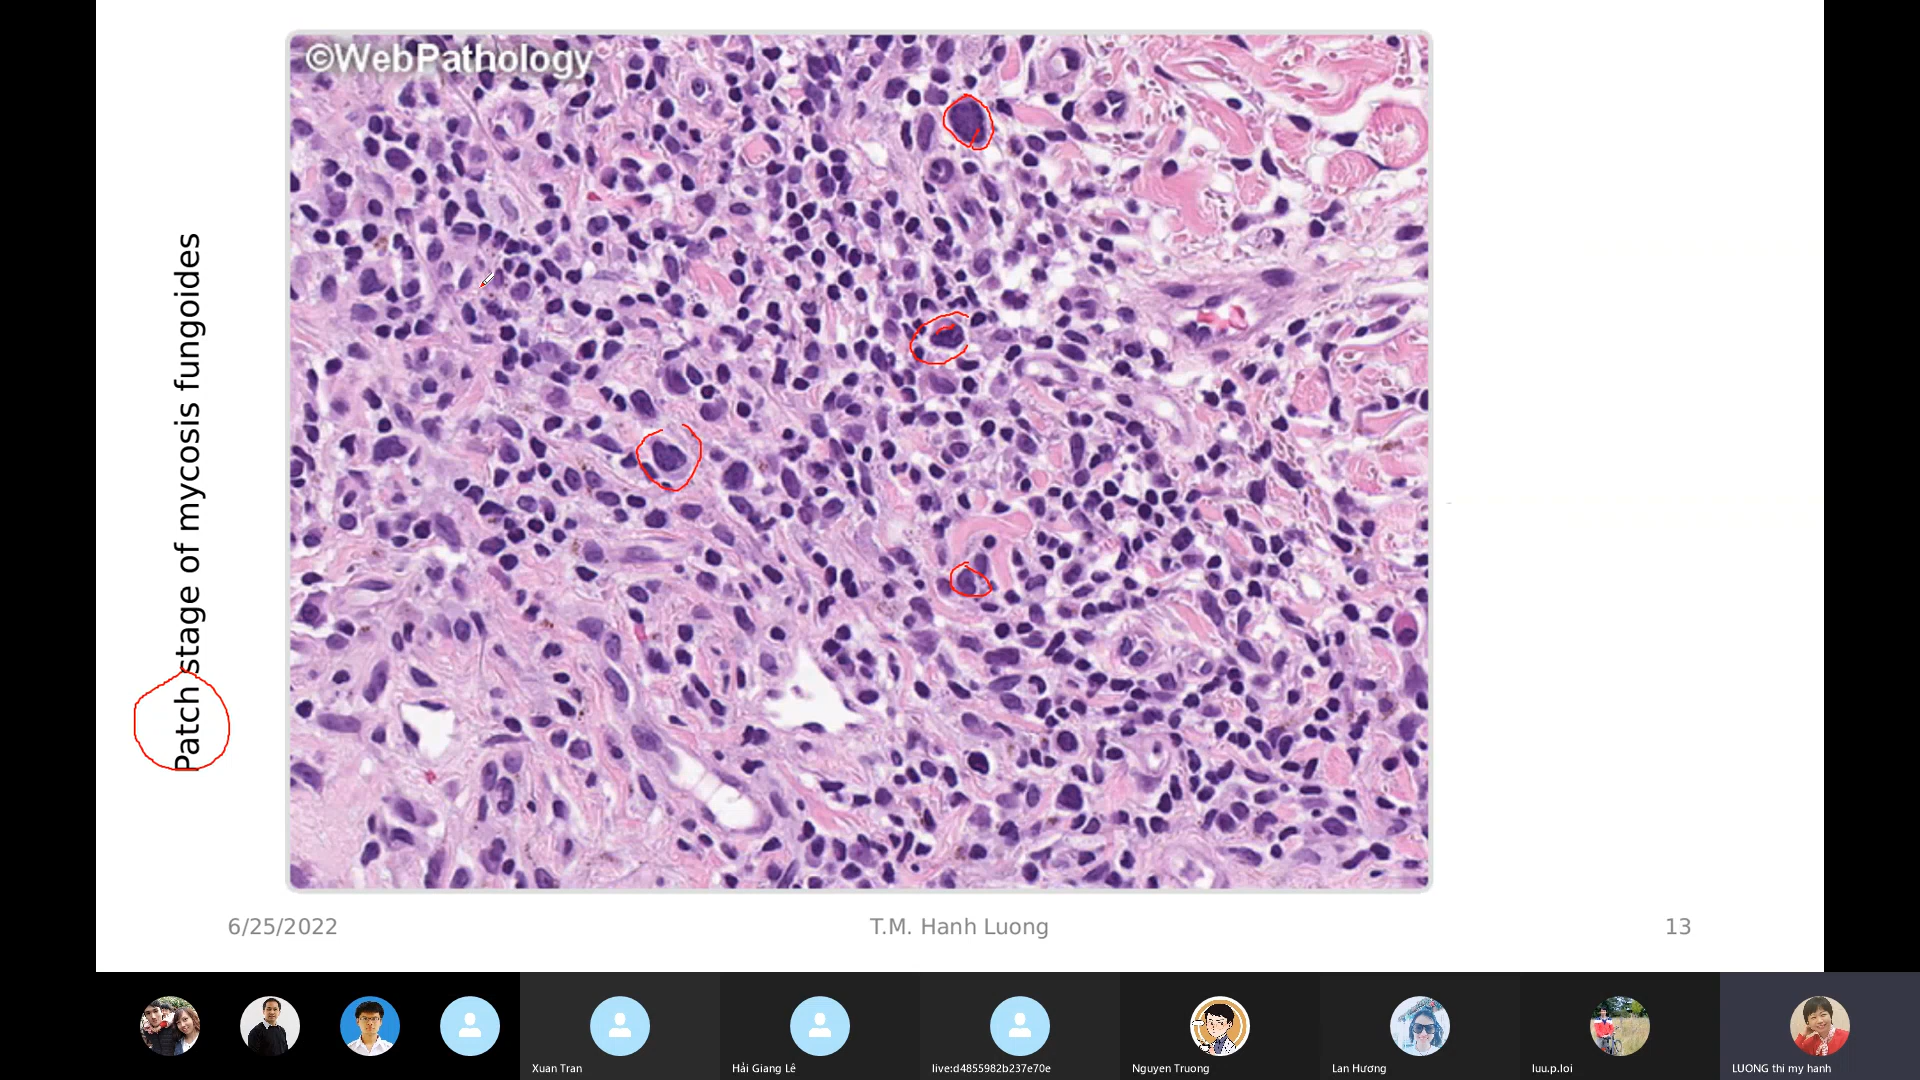 ©WebPathology
Patch stage of mycosis fungoides
6/25/2022
T.M. Hanh Luong
13
Xuan Tran
Hải Giang Lê
live:d4855982b237e70e
Nguyen Truong
Lan Hương
luu.p.loi
LUONG thi my hanh